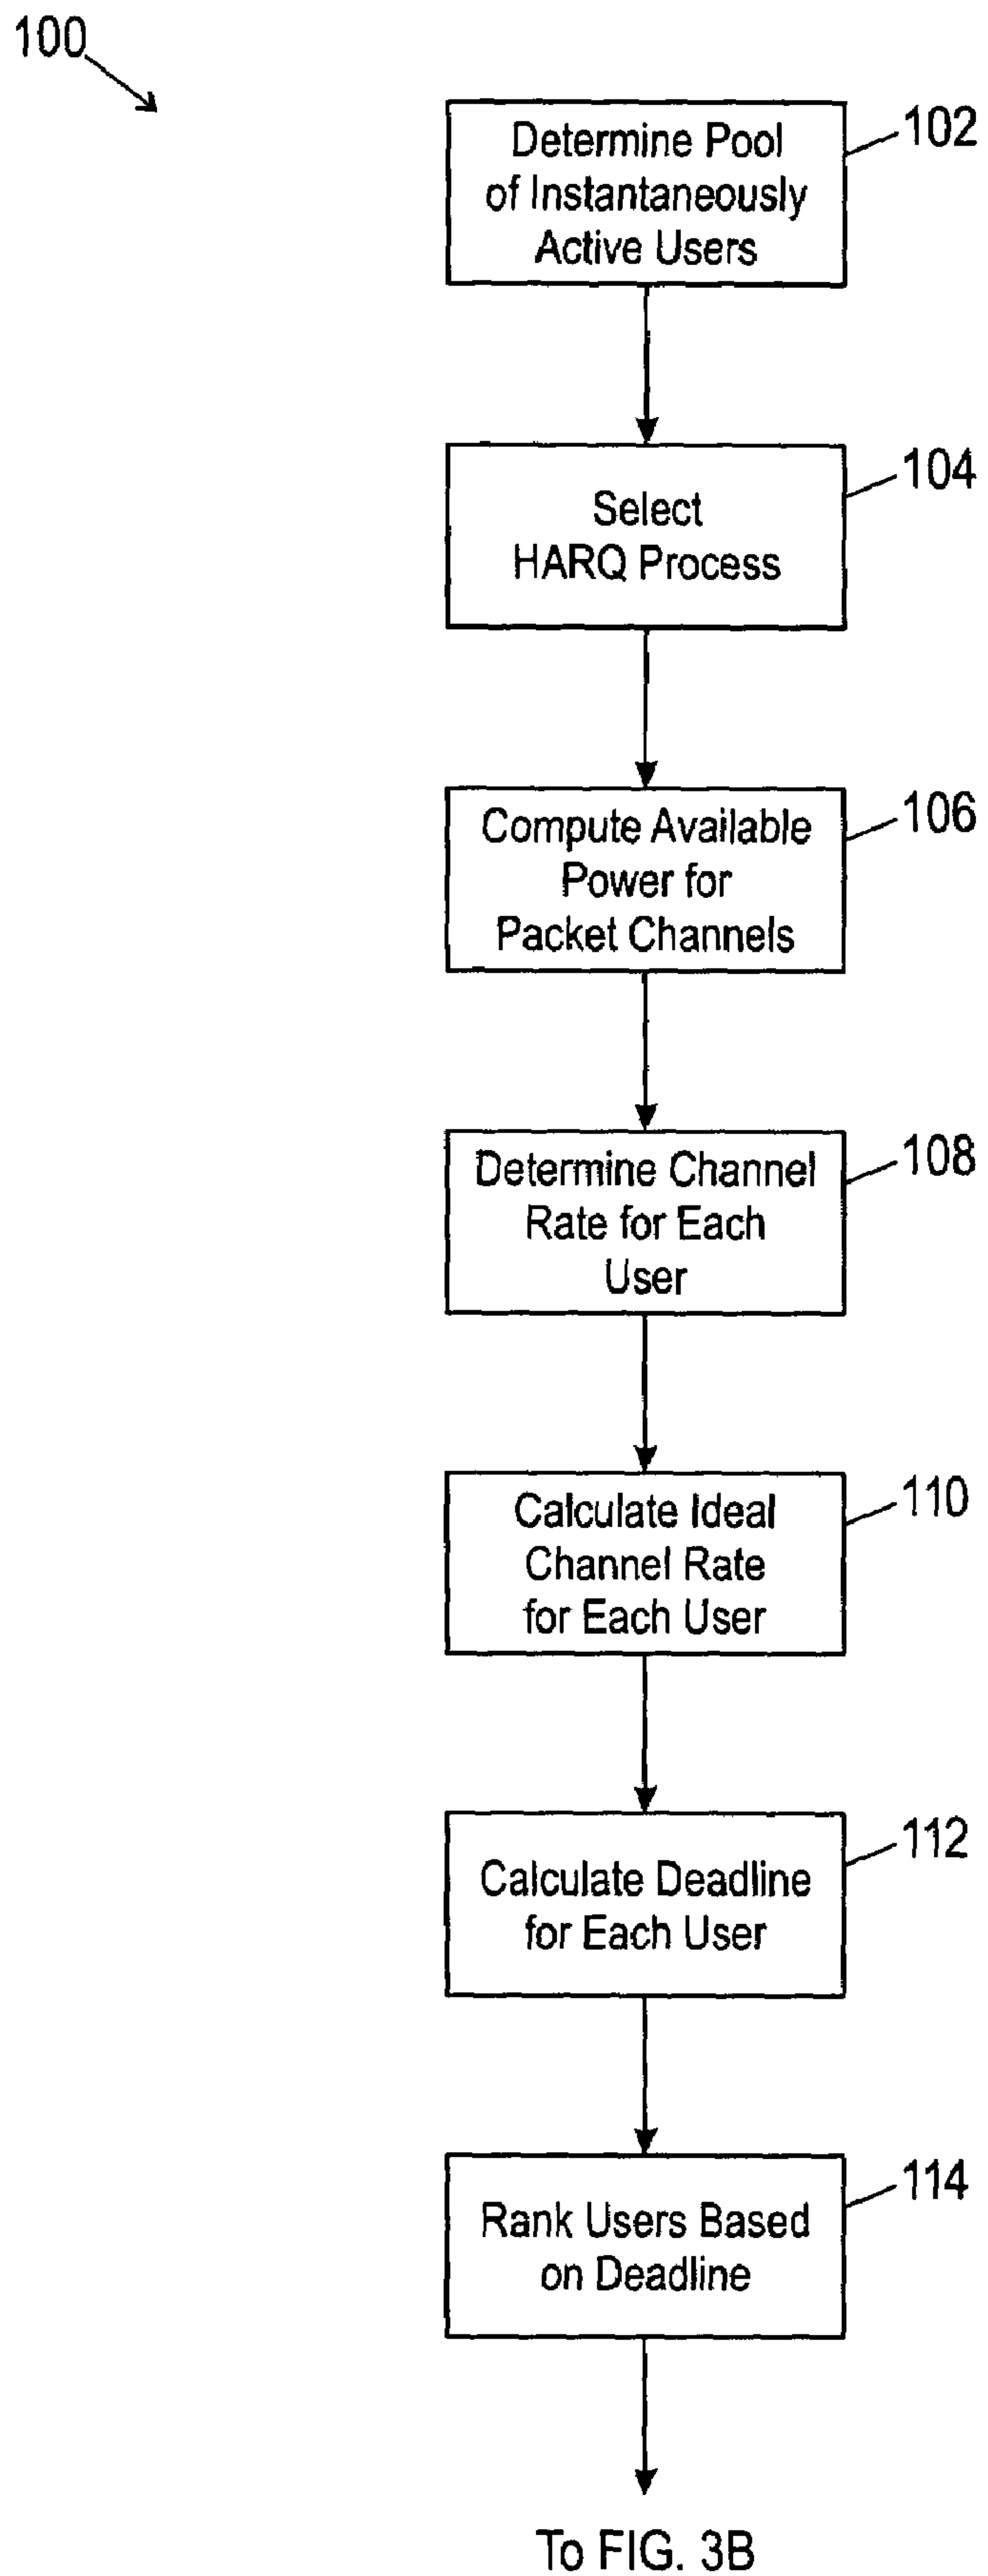 100
Determine Pool
of Instantaneously
Active Users
102
Select
HARQ Process
104
Compute Available
Power for
Packet Channels
106
Determine Channel
Rate for Each
User
108
Calculate Ideal
Channel Rate
for Each User
110
Calculate Deadline
for Each User
112
Rank Users Based
on Deadline
114
To FIG. 3B